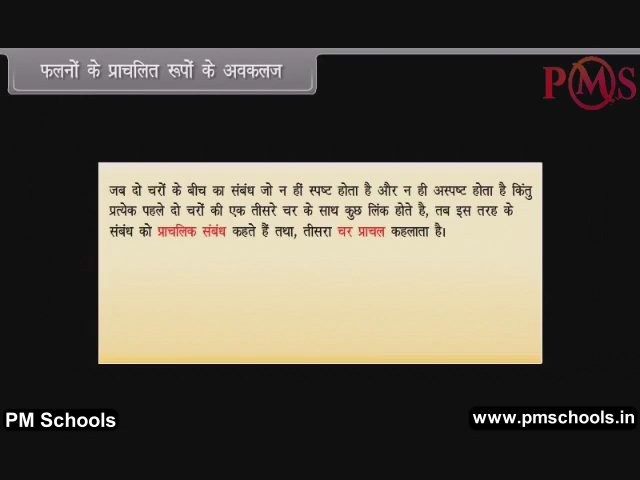 फलनों के प्राचलित रूपों के अवकलज
PMS
जब दो चरों के बीच का संबंध जो न हीं स्पष्ट होता है और न ही अस्पष्ट होता है किंतु
प्रत्येक पहले दो चरों की एक तीसरे चर के साथ कुछ लिंक होते है, तब इस तरह के
संबंध को प्राचलिक संबंध कहते हैं तथा, तीसरा चर प्राचल कहलाता है।
PM Schools
www.pmschools.in